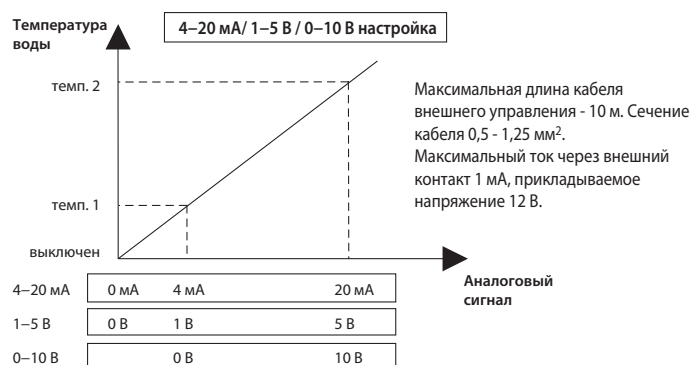 Температура
воды
4–20 мА/ 1–5 В / 0–10 В настройка
темп. 2
Максимальная длина кабеля
внешнего управления - 10 м. Сечение
кабеля 0,5 - 1,25 мм².
Максимальный ток через внешний
контакт 1 мА, прикладываемое
напряжение 12 В.
темп. 1
выключен
Аналоговый
сигнал
4–20 мА 0 мА 4 мА 20 мА
1–5 В 0 В 1 В 5 В
0–10 В 0 В 10 В